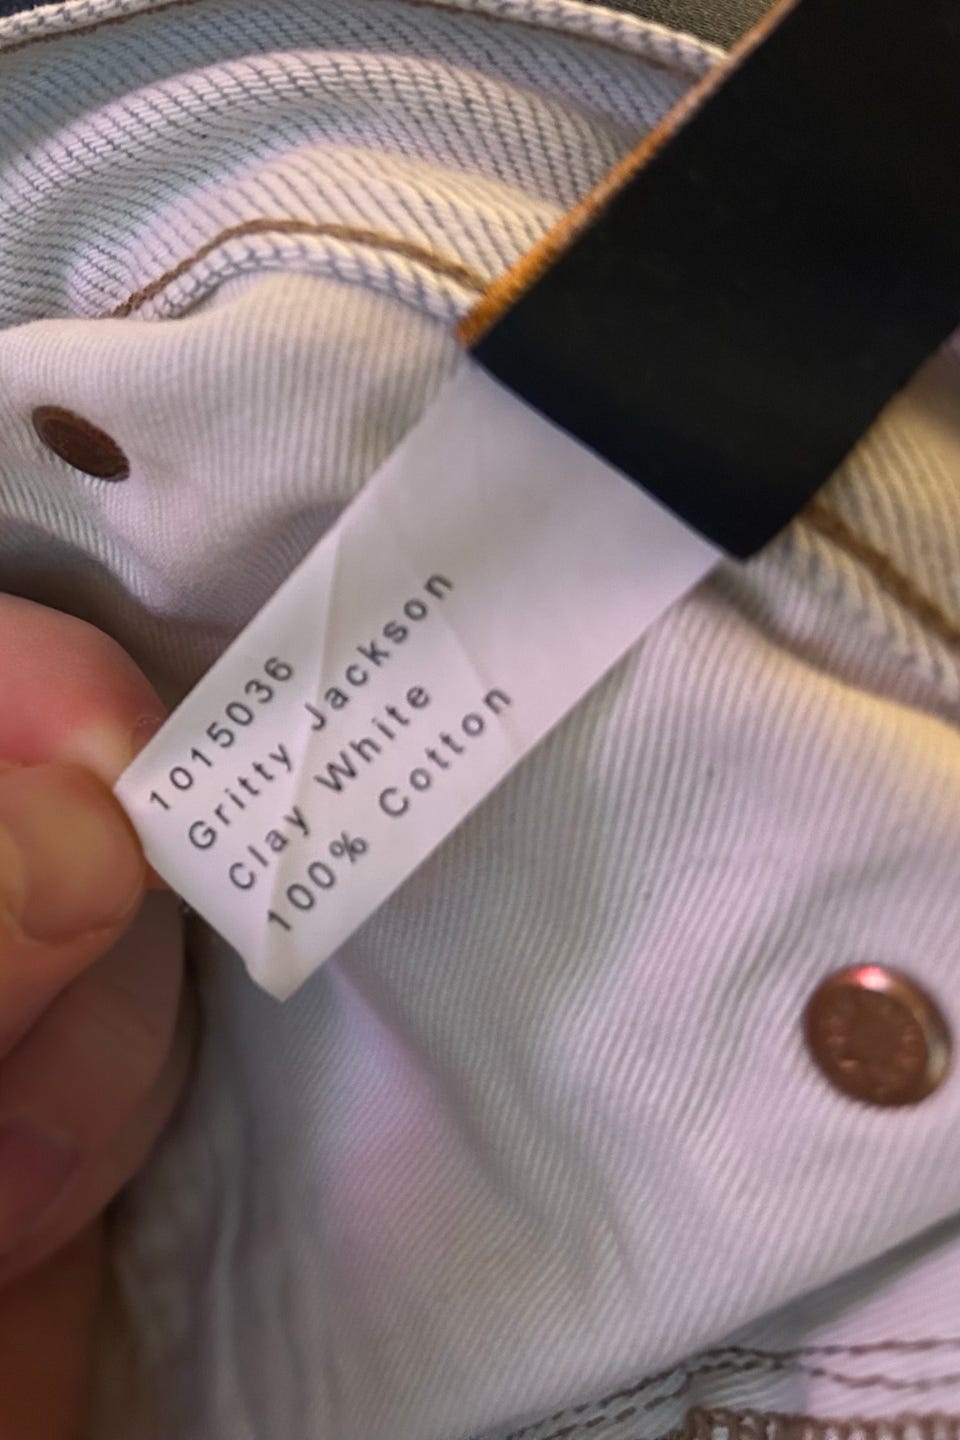 1015036
Gritty Jackson
Clay White
100% Cotton